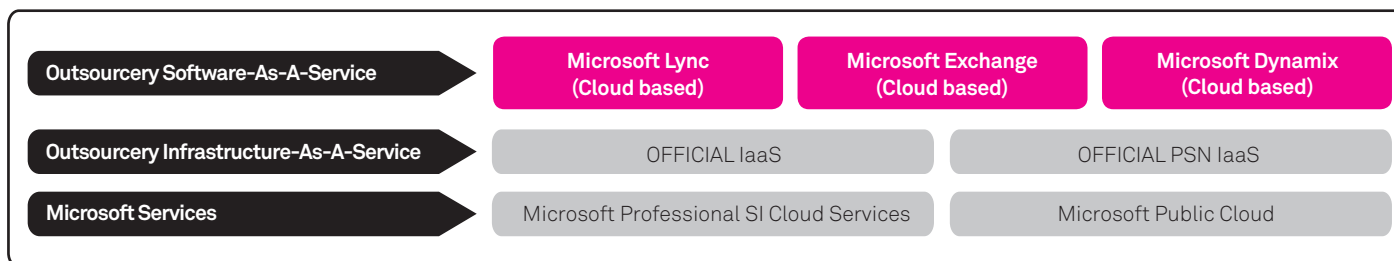 Outsourcery Software-As-A-Service
Microsoft Lync
(Cloud based)
Microsoft Exchange
(Cloud based)
Microsoft Dynamix
(Cloud based)
Outsourcery Infrastructure-As-A-Service
OFFICIAL IaaS
OFFICIAL PSN IaaS
Microsoft Services
Microsoft Professional SI Cloud Services
Microsoft Public Cloud